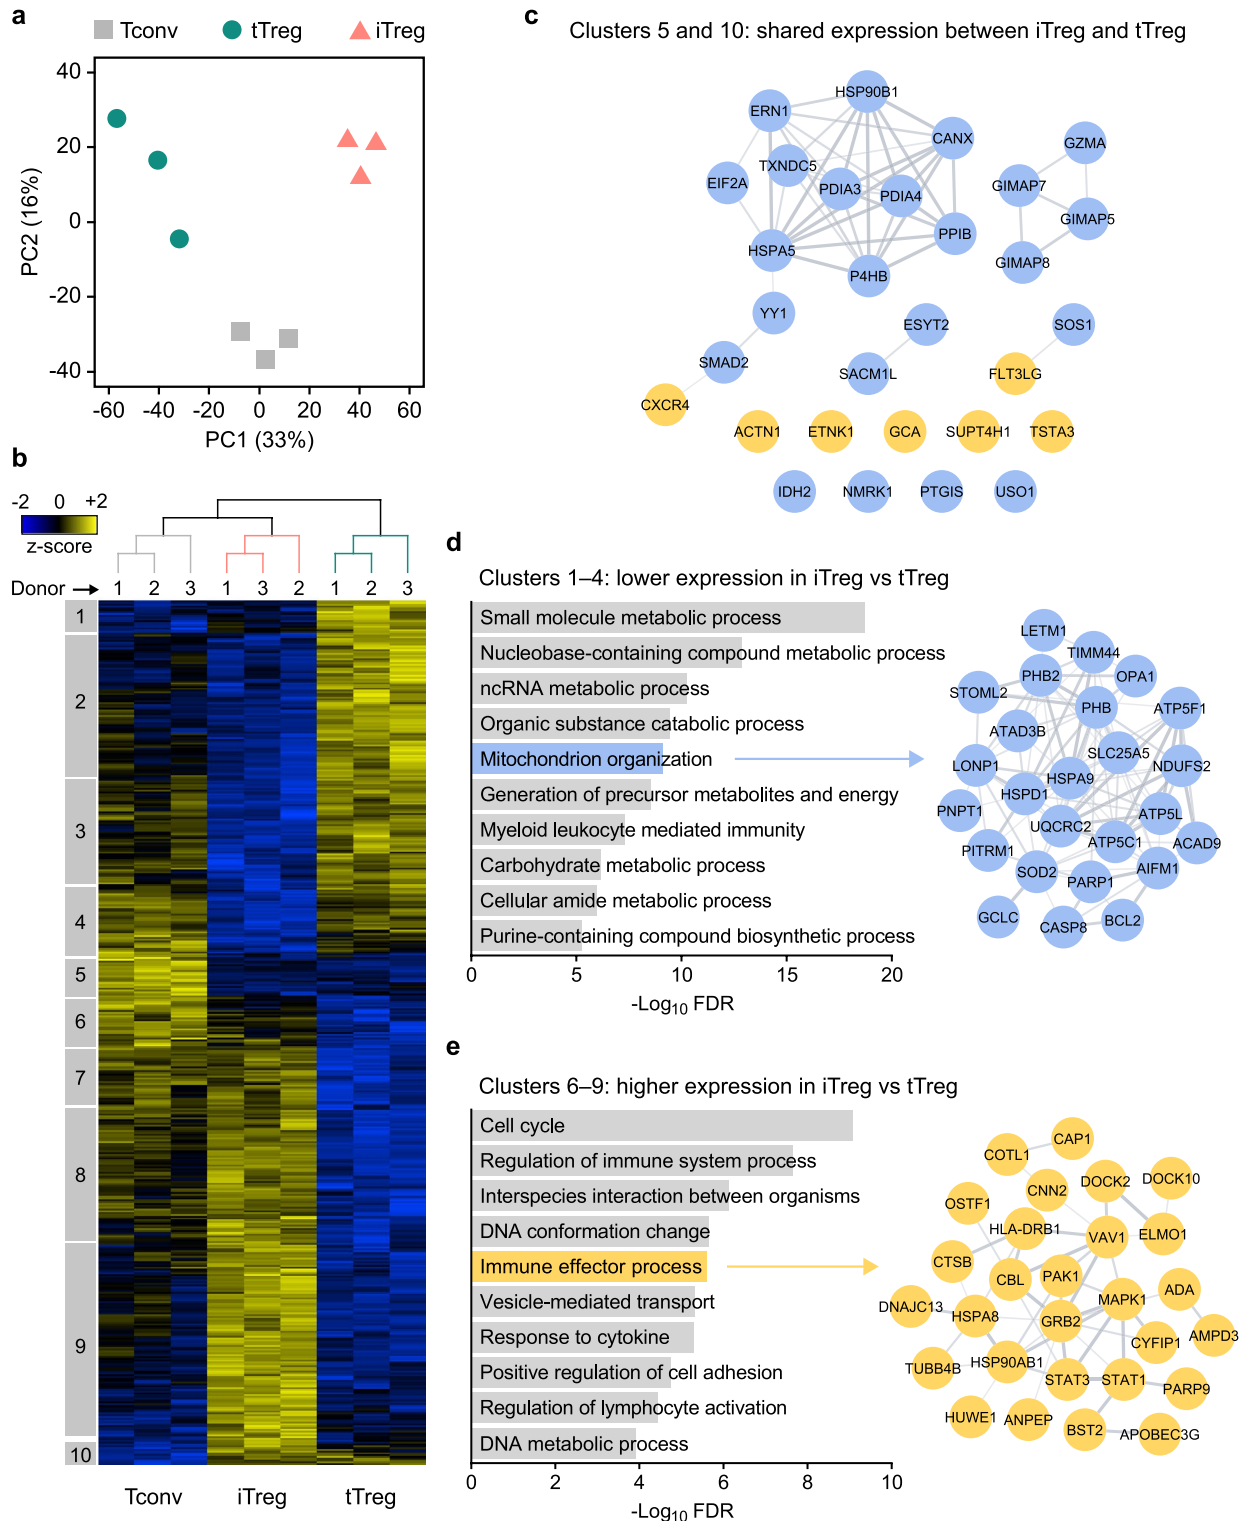 a
Tconv tTreg iTreg
PC2 (16%)
40
20
0
-20
-40
-60 -40 -20 0 20 40 60
PC1 (33%)
b
-2 0 +2
z-score
Donor
1 2 3 1 3 2 1 2 3
1
2
3
4
5
6
7
8
9
10
Tconv iTreg tTreg
c
Clusters 5 and 10: shared expression between iTreg and tTreg
HSP90B1
ERN1
CANX
GZMA
TXNDC5
EIF2A
PDIA3
PDIA4
GIMAP7
GIMAP5
PPIB
HSPA5
P4HB
GIMAP8
YY1
ESYT2
SOS1
SMAD2
SACM1L
FLT3LG
CXCR4
ACTN1 ETNK1 GCA SUPT4H1 TSTA3
IDH2 NMRK1 PTGIS USO1
d
Clusters 1–4: lower expression in iTreg vs tTreg
Small molecule metabolic process
Nucleobase-containing compound metabolic process
ncRNA metabolic process
Organic substance catabolic process
Mitochondrion organization
Generation of precursor metabolites and energy
Myeloid leukocyte mediated immunity
Carbohydrate metabolic process
Cellular amide metabolic process
Purine-containing compound biosynthetic process
0 5 10 15 20
-Log10 FDR
LETM1
TIMM44
PHB2
OPA1
STOML2
PHB
ATP5F1
ATAD3B
SLC25A5
LONP1
HSPA9
NDUFS2
HSPD1
PNPT1
ATP5L
UQCRC2
ATP5C1
ACAD9
PITRM1
SOD2
PARP1
AIFM1
GCLC
CASP8
BCL2
e
Clusters 6–9: higher expression in iTreg vs tTreg
Cell cycle
Regulation of immune system process
Interspecies interaction between organisms
DNA conformation change
Immune effector process
Vesicle-mediated transport
Response to cytokine
Positive regulation of cell adhesion
Regulation of lymphocyte activation
DNA metabolic process
0 2 4 6 8 10
-Log10 FDR
CAP1
COTL1
DOCK2
DOCK10
CNN2
OSTF1
HLA-DRB1
VAV1
ELMO1
CTSB
CBL
PAK1
MAPK1
ADA
DNAJC13
HSPA8
GRB2
CYFIP1
AMPD3
TUBB4B
HSP90AB1
STAT3
STAT1
PARP9
HUWE1
ANPEP
BST2
APOBEC3G